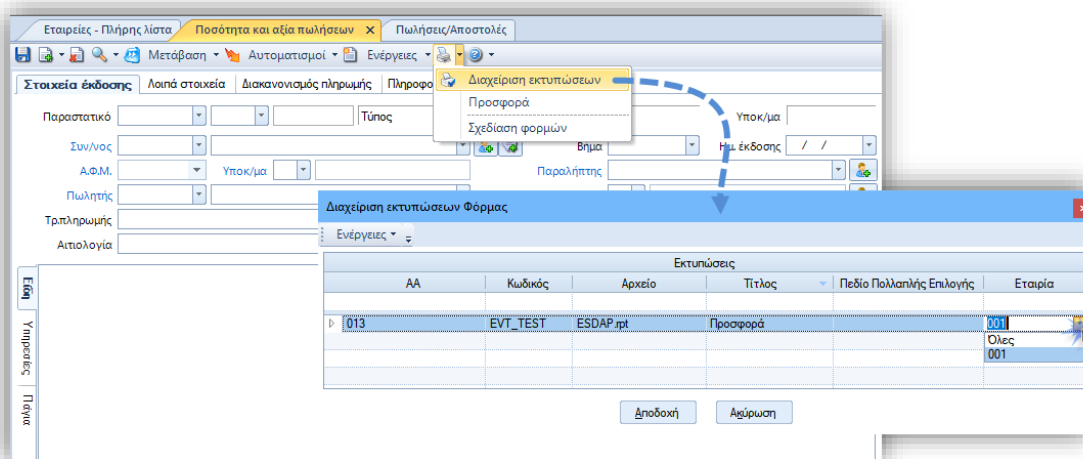 Εταιρείες - Πλήρης λίστα Ποσότητα και αξία πωλήσεων X Πωλήσεις/Αποστολές
Μετάβαση Αυτοματισμοί Ενέργειες
Στοιχεία έκδοσης Λοιπά στοιχεία Διακανονισμός πληρωμής Πληροφο
Διαχείριση εκτυπώσεων
Προσφορά
Σχεδίαση φορμών
Παραστατικό Τύπος Υποκ/μα
Συν/νος Βήμα Ημ. έκδοσης / /
Α.Φ.Μ. Υποκ/μα Παραλήπτης
Πωλητής
Τρ.πληρωμής
Αιτιολογία
Είδη
Υπηρεσίες
Πάγια
Διαχείριση εκτυπώσεων Φόρμας
Ενέργειες
Εκτυπώσεις
ΑΑ Κωδικός Αρχείο Τίτλος Πεδίο Πολλαπλής Επιλογής Εταιρία
013 EVT_TEST ESDAP.rpt Προσφορά 001
Όλες
001
Αποδοχή Ακύρωση